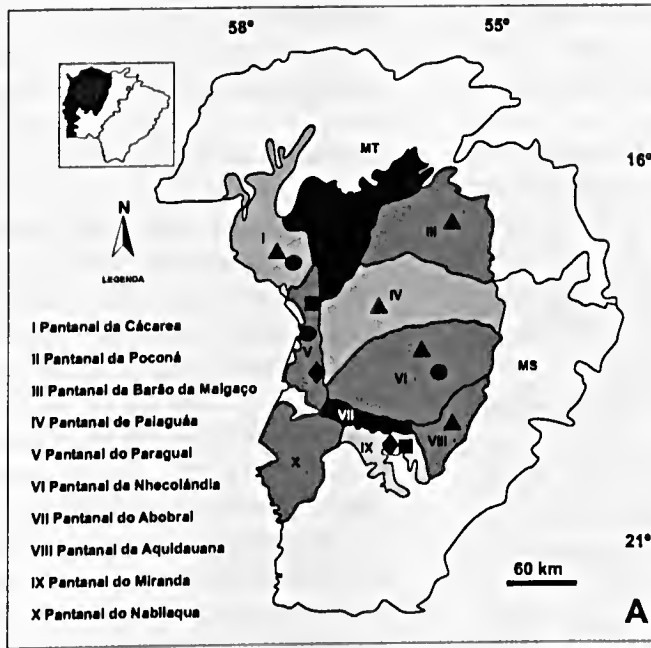 58° 55°
MT
16°
N
LEGENDA
I
III
IV
V
VI
MS
VII
VIII
IX
X
I Pantanal da Cácarea
II Pantanal da Poconá
III Pantanal da Barão da Malgaço
IV Pantanal de Palaguáa
V Pantanal do Paragual
VI Pantanal da Nhecolândia
VII Pantanal do Abobral
VIII Pantanal da Aquidauana
IX Pantanal do Miranda
X Pantanal do Nabilaqua
21°
60 km
A